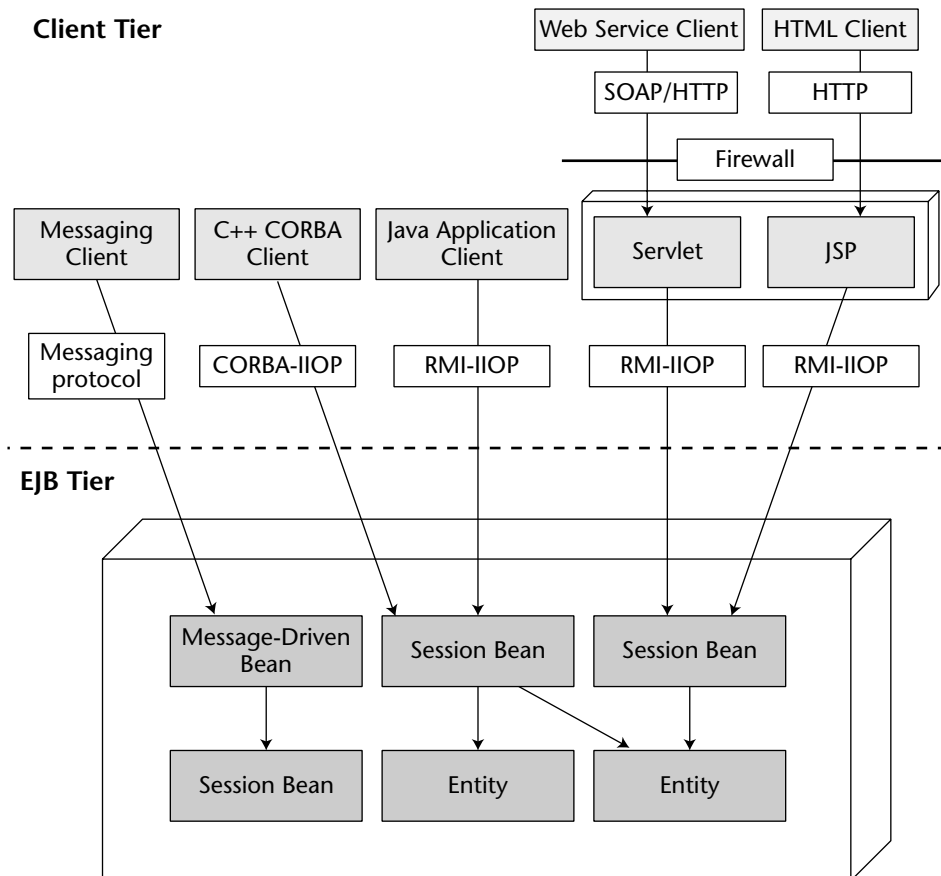 Client Tier
Web Service Client
HTML Client
SOAP/HTTP
HTTP
Firewall
Messaging
Client
C++ CORBA
Client
Java Application
Client
Servlet
JSP
Messaging
protocol
CORBA-IIOP
RMI-IIOP
RMI-IIOP
RMI-IIOP
EJB Tier
Message-Driven
Bean
Session Bean
Session Bean
Session Bean
Entity
Entity